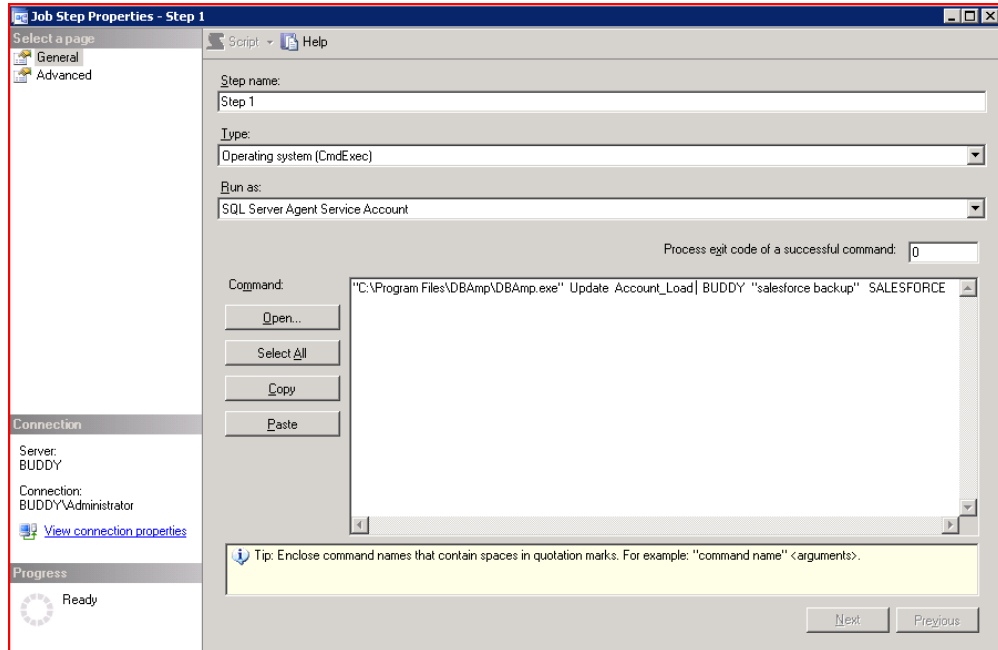 Job Step Properties - Step 1
Select a page
General
Advanced
Script
Help
Step name:
Step 1
Type:
Operating system (CmdExec)
Run as:
SQL Server Agent Service Account
Process exit code of a successful command:
0
Command:
"C:\Program Files\DBAmp\DBAmp.exe" Update Account_Load BUDDY "salesforce backup" SALESFORCE
Open...
Select All
Copy
Paste
Connection
Server:
BUDDY
Connection:
BUDDY\Administrator
View connection properties
Tip: Enclose command names that contain spaces in quotation marks. For example: "command name" <arguments>.
Progress
Ready
Next
Previous